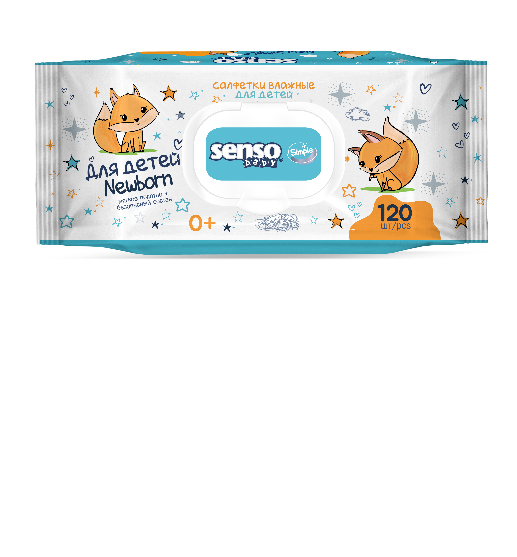 САЛФЕТКИ ВЛАЖНЫЕ
ДЛЯ ДЕТЕЙ
senso
baby
Simple
Для детей
Newborn
0+
120
шт/pcs